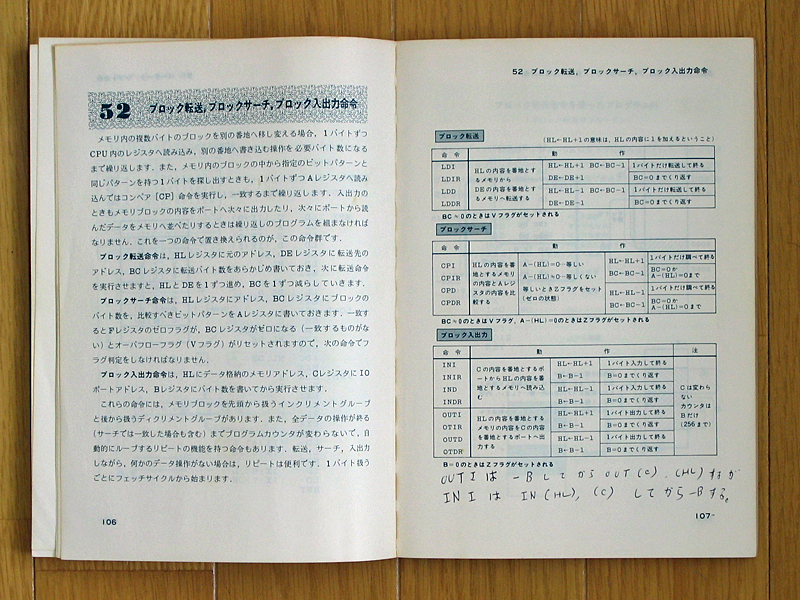 52 ブロック転送,ブロックサーチ,ブロック入出力命令
メモリ内の複数バイトのブロックを別の番地へ移し変える場合,1バイトずつ
CPU内のレジスタへ読み込み,別の番地へ書き込む操作を必要バイト数になる
まで繰り返します.また,メモリ内のブロックの中から指定のビットパターンと
同じパターンを持つ1バイトを探し出すときも,1バイトずつAレジスタへ読み
込んではコンペア(CP)命令を実行し,一致するまで繰り返します.入出力の
ときもメモリブロックの内容をポートへ次々に出力したり,次々にポートから読
んだデータをメモリへ並べたりするときは繰り返しのプログラムを組まなければ
なりません.これを一つの命令で置き換えられるのが,この命令群です.
ブロック転送命令は,HLレジスタに元のアドレス,DEレジスタに転送先の
アドレス,BCレジスタに転送バイト数をあらかじめ書いておき,次に転送命令
を実行させますと,HLとDEを1ずつ進め,BCを1ずつ減らしていきます.
ブロックサーチ命令は,HLレジスタにアドレス,BCレジスタにブロックの
バイト数を,比較すべきビットパターンをAレジスタに書いておきます.一致す
るとFレジスタのゼロフラグが,BCレジスタがゼロになる(一致するものがな
い)とオーバフローフラグ(Vフラグ)がリセットされますので,次の命令でフ
ラグ判定をしなければなりません.
ブロック入出力命令は,HLにデータ格納のメモリアドレス,CレジスタにIO
ポートアドレス,Bレジスタにバイト数を書いてから実行させます.
これらの命令には,メモリブロックを先頭から扱うインクリメントグループ
と後から扱うディクリメントグループがあります.また,全データの操作が終る
(サーチでは一致した場合も含む)までプログラムカウンタが変わらないで,自
動的にループするリピートの機能を持つ命令もあります.転送,サーチ,入出力
しながら,何かのデータ操作がない場合は,リピートは便利です.1バイト扱う
ごとにフェッチサイクルから始まります.
106
52 ブロック転送,ブロックサーチ,ブロック入出力命令
ブロック転送 (HL←HL+1の意味は,HLの内容に1を加えるということ)
命令 動作
LDI HLの内容を番地とす HL←HL+1 BC←BC−1 1バイトだけ転送して終る
LDIR るメモリから DE←DE+1 BC=0までくり返す
LDD DEの内容を番地とす HL←HL−1 BC←BC−1 1バイトだけ転送して終る
LDDR るメモリへ転送する DE←DE−1 BC=0までくり返す
BC≒0のときはVフラグがセットされる
ブロックサーチ
命令 動作
CPI HLの内容を番 A−(HL)=0…等しい HL←HL+1 1バイトだけ調べて終る
CPIR 地とするメモリ A−(HL)≒0…等しくない BC←BC−1 BC=0か A−(HL)=0まで
CPD の内容とAレジ 等しいときZフラグをセット HL←HL−1 1バイトだけ調べて終る
CPDR スタの内容を比較する (ゼロの状態) BC←BC−1 BC=0か A−(HL)=0まで
BC≒0のときはVフラグ,A−(HL)=0のときはZフラグがセットされる
ブロック入出力
命令 動作 注
INI Cの内容を番地とするポ HL←HL+1 1バイト入力して終る
INIR ートからHLの内容を番 B←B−1 B=0までくり返す
IND 地とするメモリへ読み込 HL←HL−1 1バイト入力して終る
INDR む B←B−1 B=0までくり返す
OUTI HLの内容を番地とする HL←HL+1 1バイト出力して終る
OTIR メモリの内容をCの内容 B←B−1 B=0までくり返す
OUTD を番地とするポートへ出 HL←HL−1 1バイト出力して終る
OTDR 力する B←B−1 B=0までくり返す
Cは変わらない
カウンタは
Bだけ
(256まで)
B=0のときはZフラグがセットされる
OUTI は −B してから OUT (C), (HL) すが
INI は IN (HL), (C) してから −B する。
107